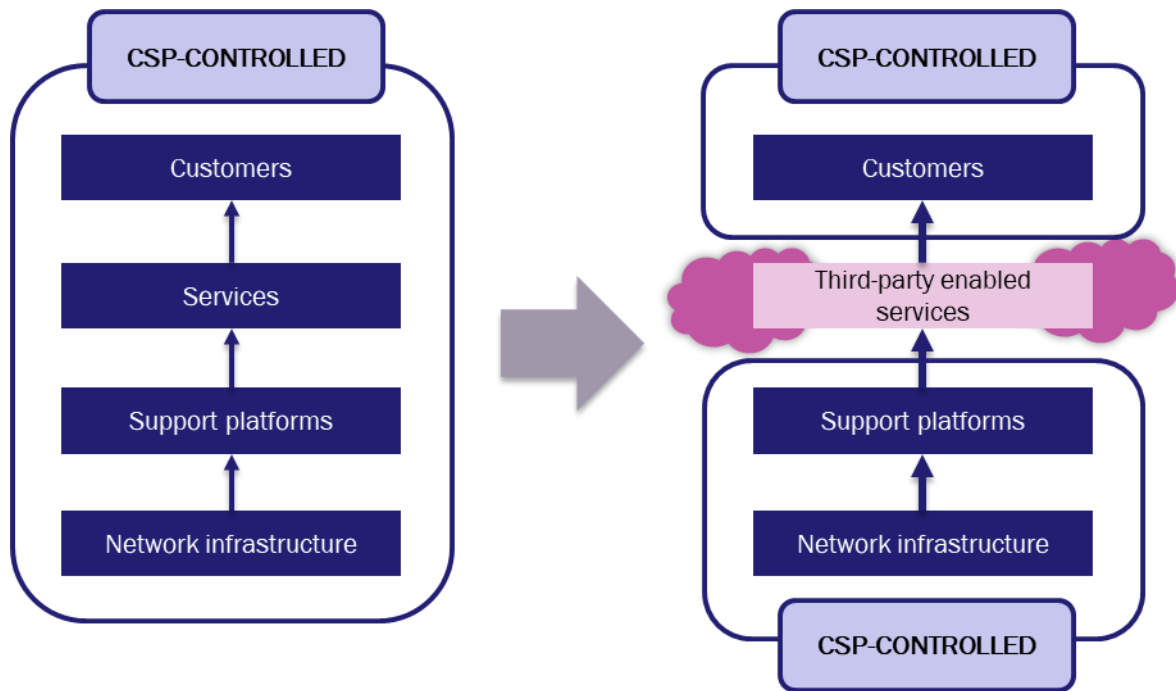 CSP-CONTROLLED
Customers
Services
Support platforms
Network infrastructure
CSP-CONTROLLED
Customers
Third-party enabled
services
Support platforms
Network infrastructure
CSP-CONTROLLED